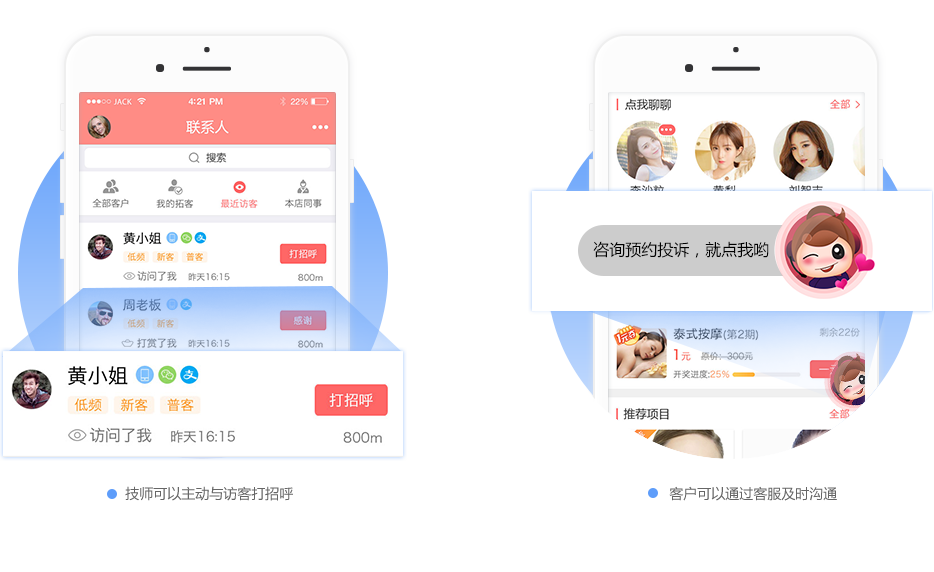 JACK
4:21 PM
22%
联系人
搜索
全部客户
我的拓客
最近访客
本店同事
黄小姐
低频
新客
普客
打招呼
访问了我
昨天16:15
800m
周老板
低频
新客
感谢
打赏了我
昨天16:15
800m
黄小姐
低频
新客
普客
打招呼
访问了我
昨天16:15
800m
技师可以主动与访客打招呼
点我聊聊
全部
咨询预约投诉，就点我哟
1元
泰式按摩(第2期)
剩余22份
1元
原价：300元
开奖进度:25%
推荐项目
全部
客户可以通过客服及时沟通